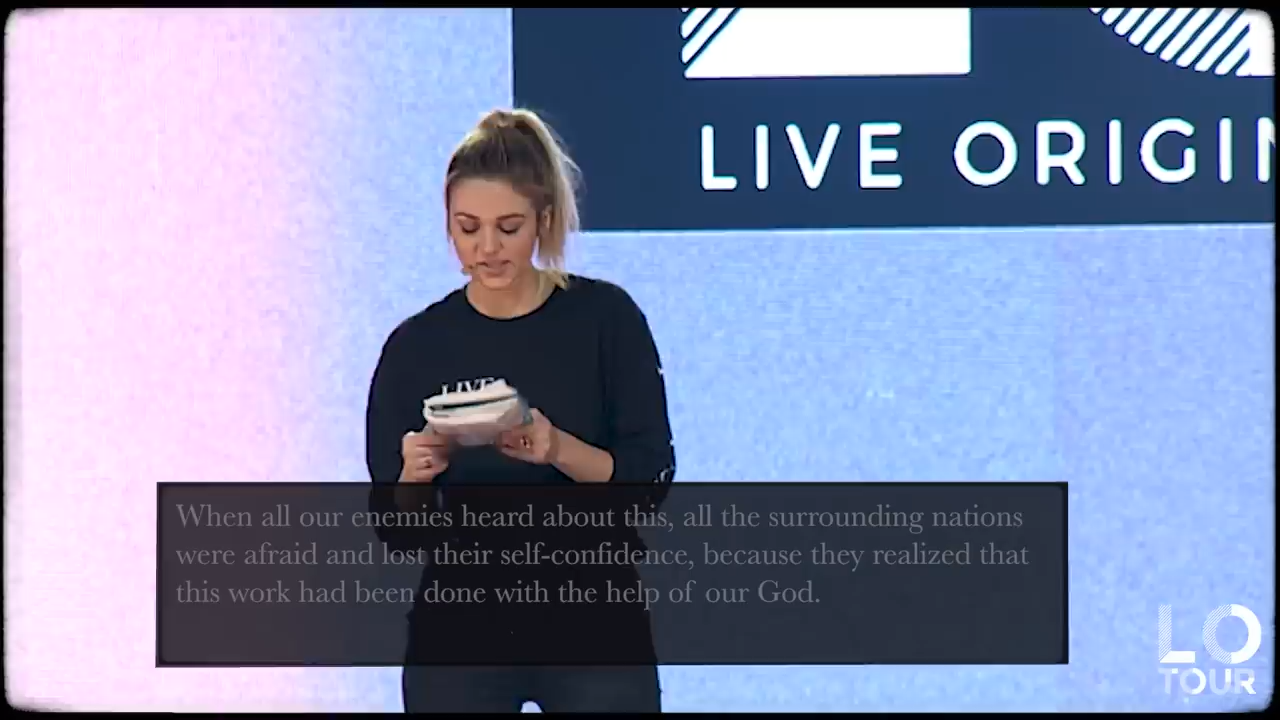 LIVE ORIGIN
LIVE
When all our enemies heard about this, all the surrounding nations
were afraid and lost their self-confidence, because they realized that
this work had been done with the help of our God.
LO
TOUR